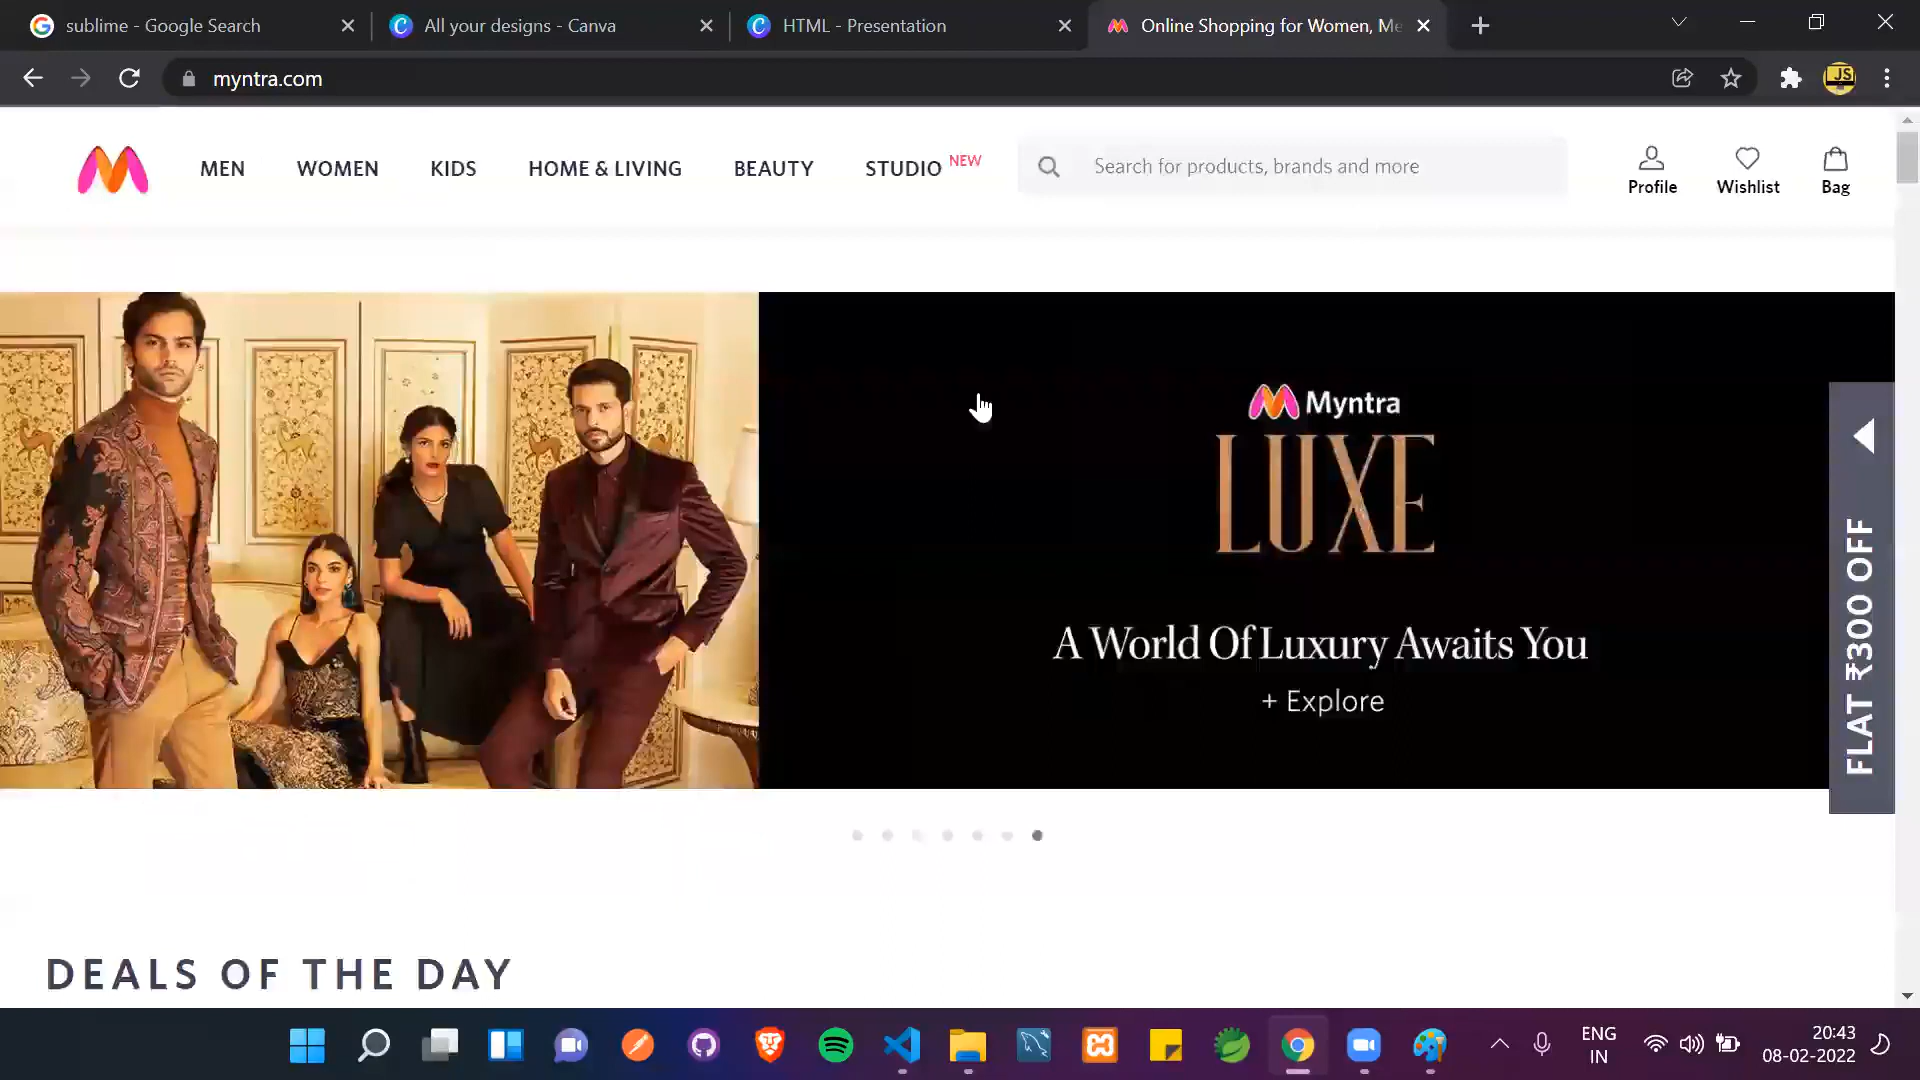 sublime - Google Search
All your designs - Canva
HTML - Presentation
Online Shopping for Women, Me
myntra.com
MEN
WOMEN
KIDS
HOME & LIVING
BEAUTY
STUDIO NEW
Search for products, brands and more
Profile
Wishlist
Bag
Myntra
LUXE
A World Of Luxury Awaits You
+ Explore
FLAT ₹300 OFF
DEALS OF THE DAY
JS
ENG
IN
20:43
08-02-2022